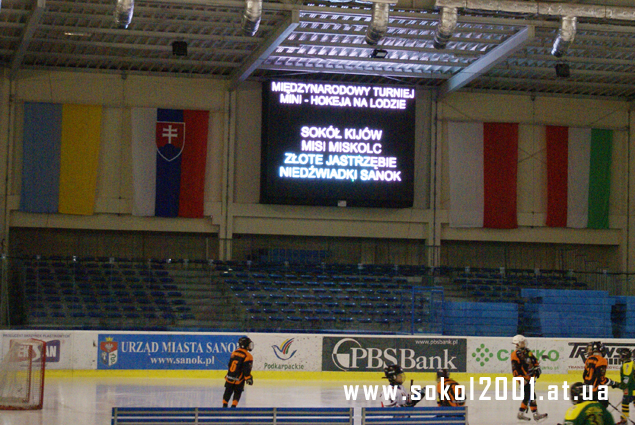 MIĘDZYNARODOWY TURNIEJ
MINI - HOKEJA NA LODZIE
SOKÓŁ KIJÓW
MISI MISKOLC
ZŁOTE JASTRZĘBIE
NIEDŹWIADKI SANOK
URZĄD MIASTA SANOK
www.sanok.pl
Podkarpackie
www.pbsbank.pl
PBSBank
www.sokol2001.at.ua